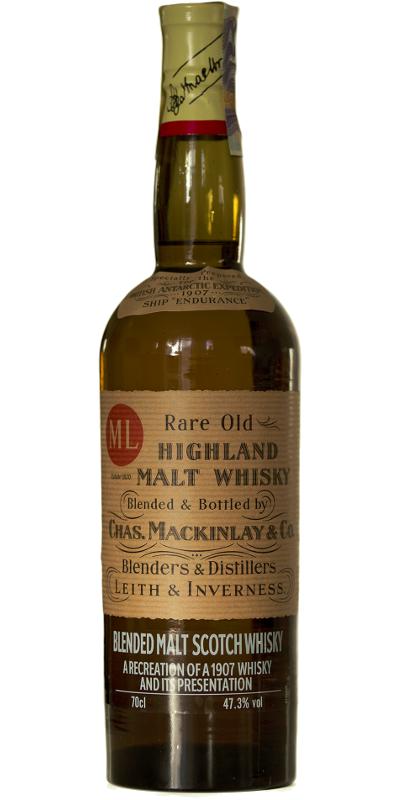 Specially Prepared
for
BRITISH ANTARCTIC EXPEDITION
1907
SHIP "ENDURANCE"
ML
Rare Old
HIGHLAND
MALT WHISKY
Blended & Bottled by
CHAS. MACKINLAY & Co.
Blenders & Distillers
LEITH & INVERNESS.
BLENDED MALT SCOTCH WHISKY
A RECREATION OF A 1907 WHISKY
AND ITS PRESENTATION
70cl 47.3% vol